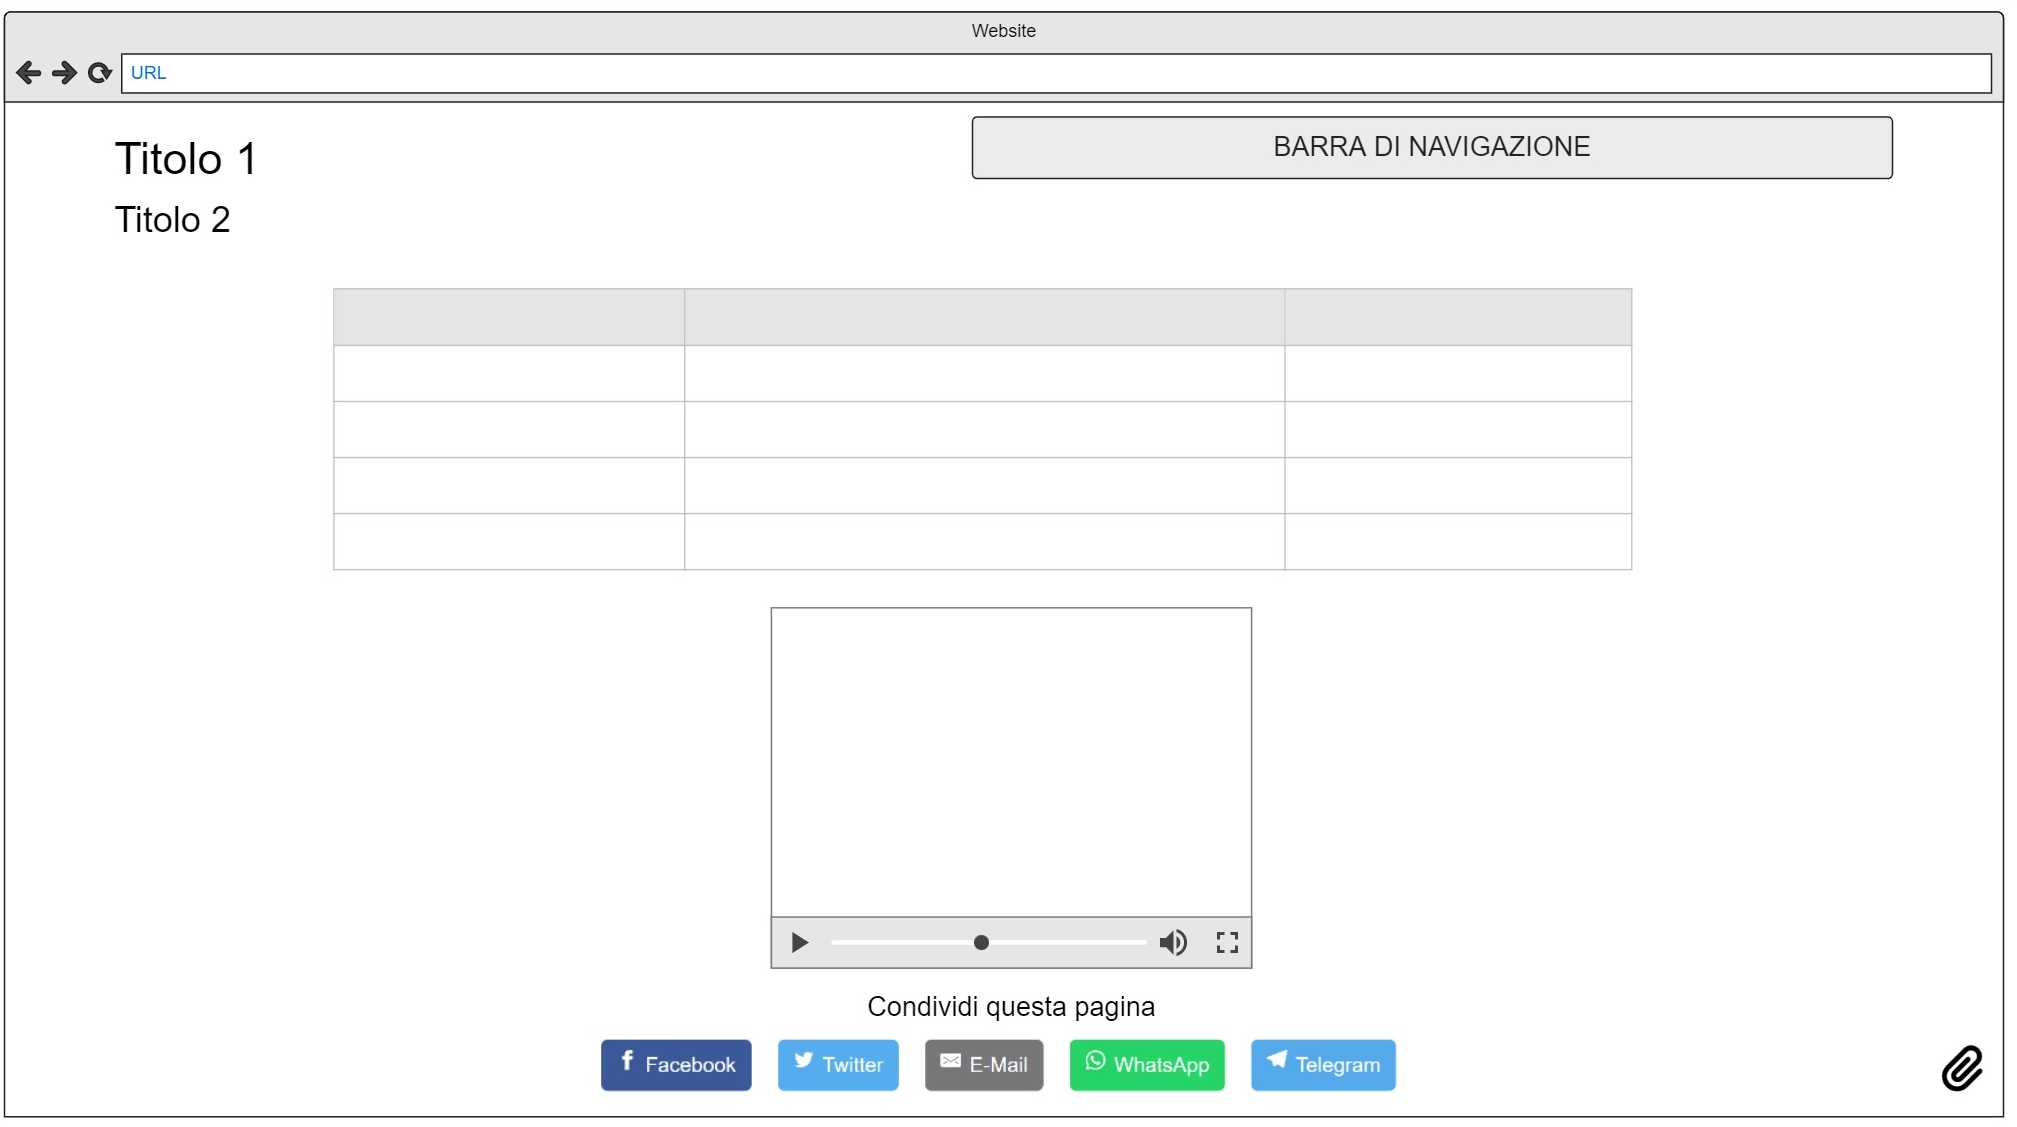 Website
URL
Titolo 1
BARRA DI NAVIGAZIONE
Titolo 2
Condividi questa pagina
Facebook
Twitter
E-Mail
WhatsApp
Telegram